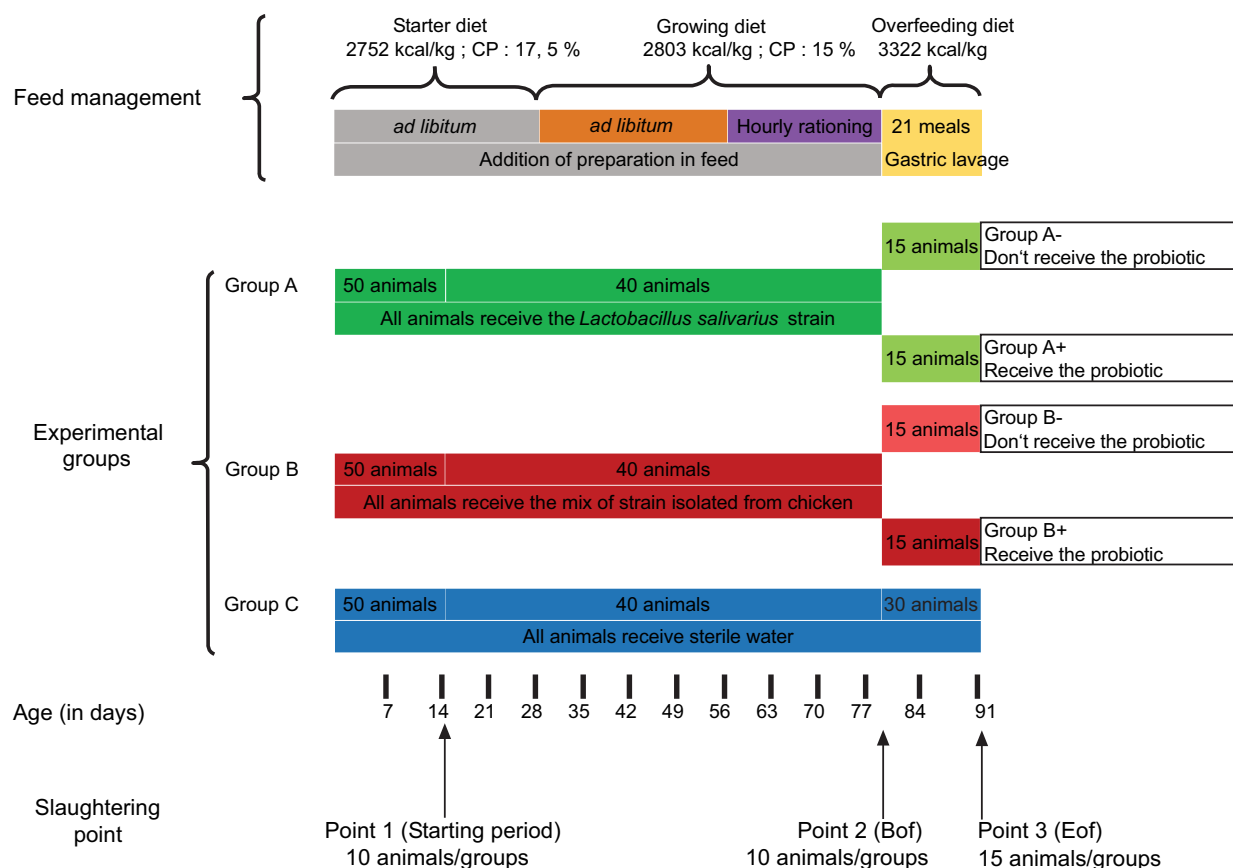 Starter diet
2752 kcal/kg ; CP : 17, 5 %
Growing diet
2803 kcal/kg ; CP : 15 %
Overfeeding diet
3322 kcal/kg
Feed management
ad libitum
ad libitum
Hourly rationing
21 meals
Addition of preparation in feed
Gastric lavage
Experimental
groups
15 animals
Group A-
Don't receive the probiotic
Group A
50 animals
40 animals
All animals receive the Lactobacillus salivarius strain
15 animals
Group A+
Receive the probiotic
15 animals
Group B-
Don't receive the probiotic
Group B
50 animals
40 animals
All animals receive the mix of strain isolated from chicken
15 animals
Group B+
Receive the probiotic
Group C
50 animals
40 animals
30 animals
All animals receive sterile water
Age (in days)
7 14 21 28 35 42 49 56 63 70 77 84 91
Slaughtering
point
Point 1 (Starting period)
10 animals/groups
Point 2 (Bof)
10 animals/groups
Point 3 (Eof)
15 animals/groups